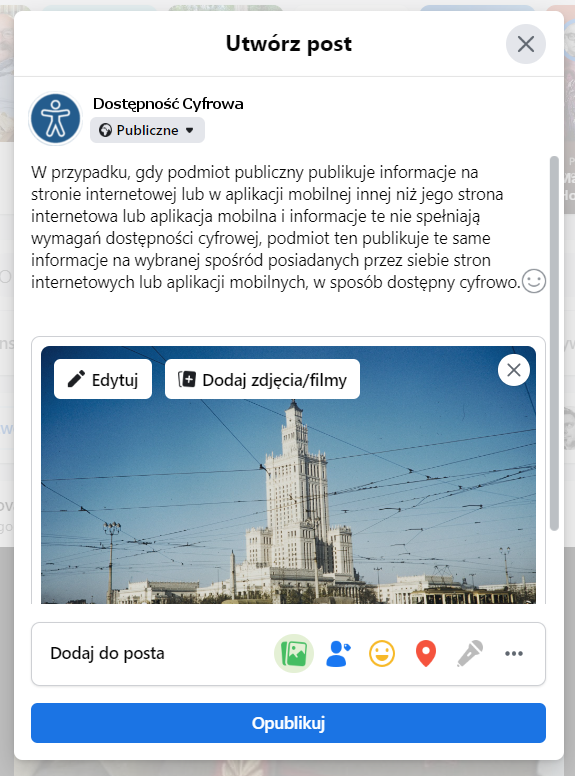 Utwórz post
Dostępność Cyfrowa
Publiczne
W przypadku, gdy podmiot publiczny publikuje informacje na
stronie internetowej lub w aplikacji mobilnej innej niż jego strona
internetowa lub aplikacja mobilna i informacje te nie spełniają
wymagań dostępności cyfrowej, podmiot ten publikuje te same
informacje na wybranej spośród posiadanych przez siebie stron
internetowych lub aplikacji mobilnych, w sposób dostępny cyfrowo.
Edytuj
Dodaj zdjęcia/filmy
Dodaj do posta
Opublikuj